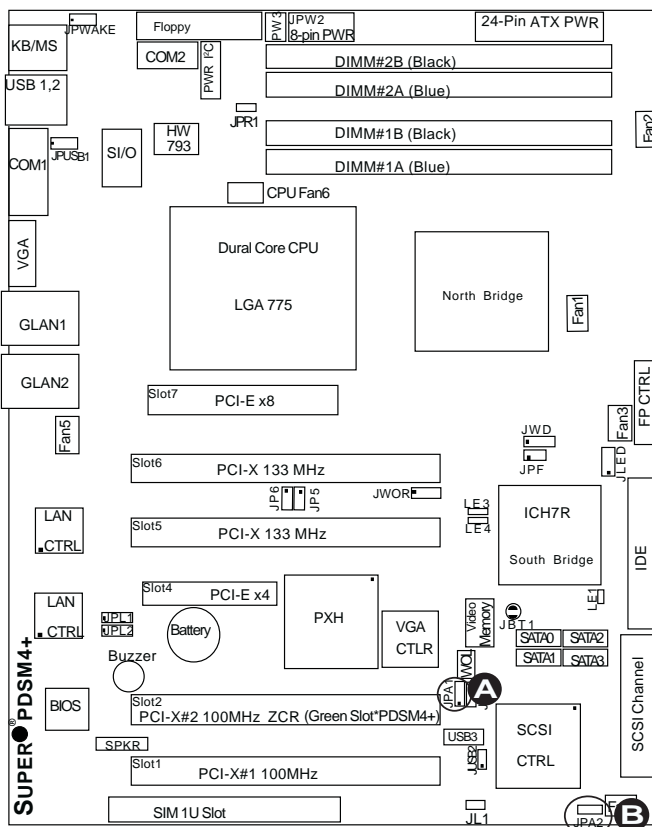 JPWAKE
Floppy
PW3
JPW2
8-pin PWR
24-Pin ATX PWR
KB/MS
COM2
PWR I²C
DIMM#2B (Black)
USB 1,2
DIMM#2A (Blue)
JPR1
Fan2
HW
793
DIMM#1B (Black)
COM1
JPUSB1
SI/O
DIMM#1A (Blue)
CPU Fan6
VGA
Dural Core CPU
LGA 775
North Bridge
Fan1
GLAN1
GLAN2
Slot7
PCI-E x8
Fan5
Fan3
FP CTRL
JWD
JPF
JLED
Slot6
PCI-X 133 MHz
JP6
JP5
JWOR
LE3
LE4
ICH7R
South Bridge
IDE
LAN
CTRL
Slot5
PCI-X 133 MHz
LE1
Slot4
PCI-E x4
PXH
Video
Memory
JBT1
LAN
CTRL
JPL1
JPL2
Battery
VGA
CTLR
SATA0
SATA2
SATA1
SATA3
WOL
Buzzer
JPA1
A
BIOS
Slot2
PCI-X#2 100MHz ZCR (Green Slot*PDSM4+)
SCSI
CTRL
SCSI Channel
SUPER® PDSM4+
SPKR
USB3
JUSB2
Slot1
PCI-X#1 100MHz
SIM 1U Slot
JL1
JPA2
B